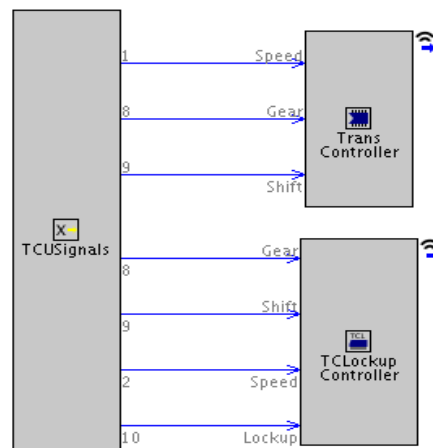 1 Speed
8 Gear
9
Shift
Trans
Controller
TCUSignals
Gear
8
Shift
9
TCL
TCLockup
Controller
2 Speed
10 Lockup